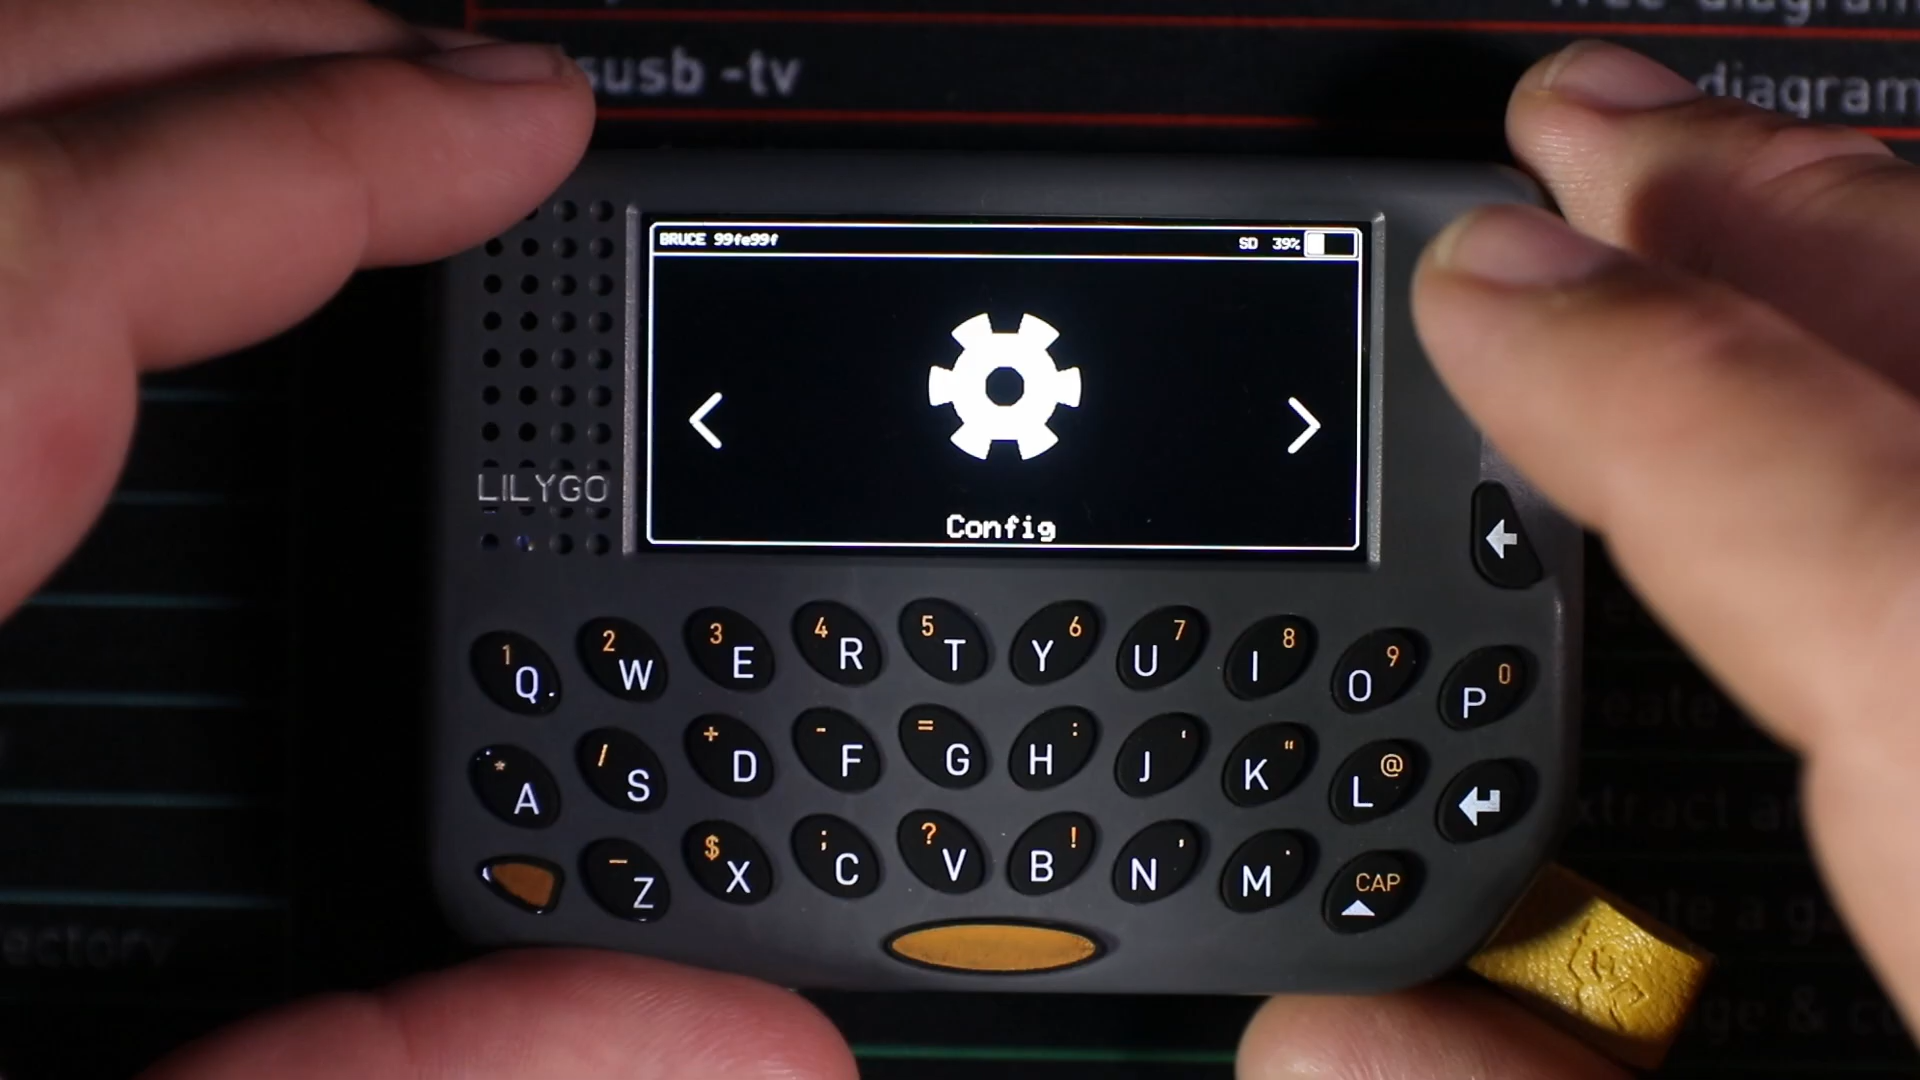 susb -tv
diagram
BRUCE 99fe99f
SD 39%
LILYGO
Config
1 Q 2 W 3 E 4 R 5 T Y 6 U 7 I 8 O 9 P 0
* A / S + D - F = G H : J ' K " L @
_ Z $ X ; C ? V B ! N , M . CAP
ectory